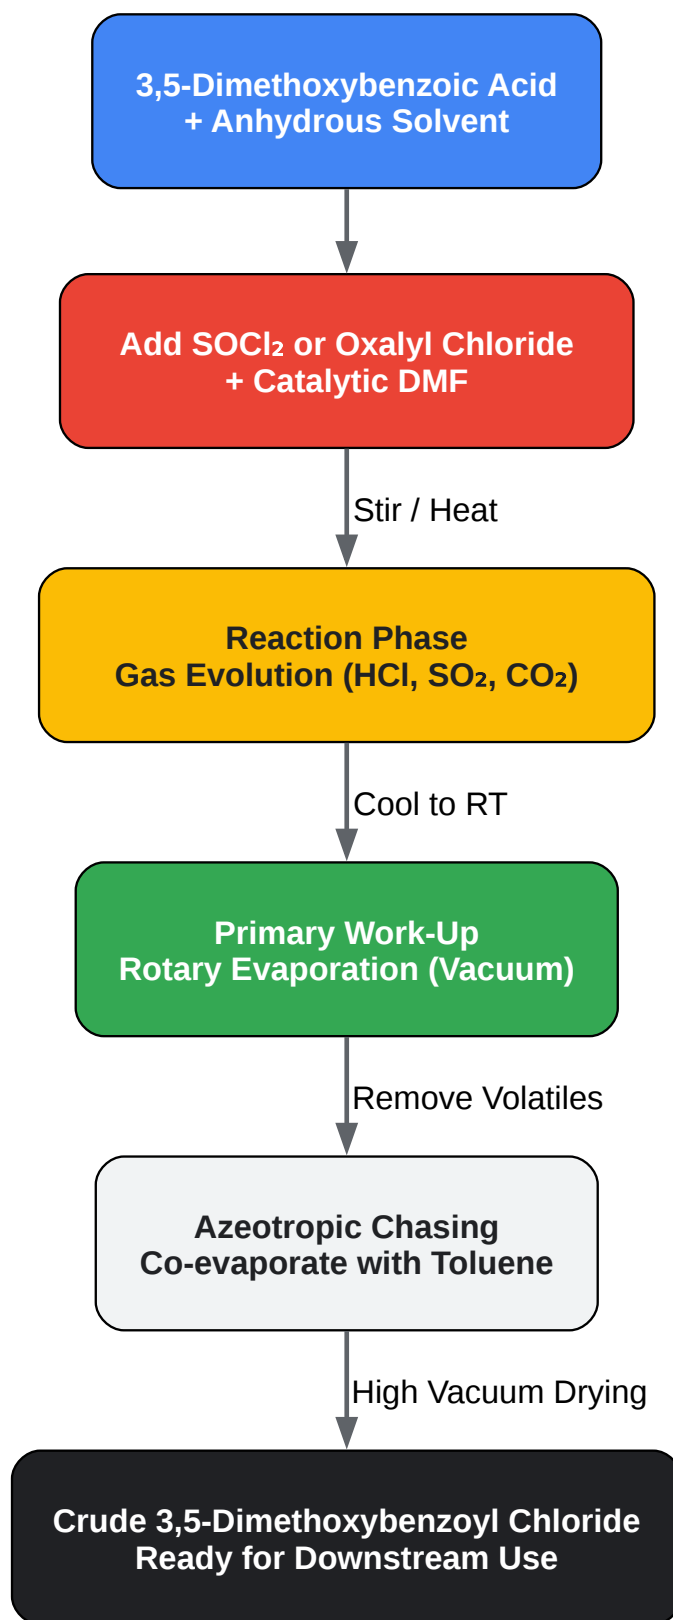 3,5-Dimethoxybenzoic Acid
+ Anhydrous Solvent
Add SOCl₂ or Oxalyl Chloride
+ Catalytic DMF
Stir / Heat
Reaction Phase
Gas Evolution (HCl, SO₂, CO₂)
Cool to RT
Primary Work-Up
Rotary Evaporation (Vacuum)
Remove Volatiles
Azeotropic Chasing
Co-evaporate with Toluene
High Vacuum Drying
Crude 3,5-Dimethoxybenzoyl Chloride
Ready for Downstream Use